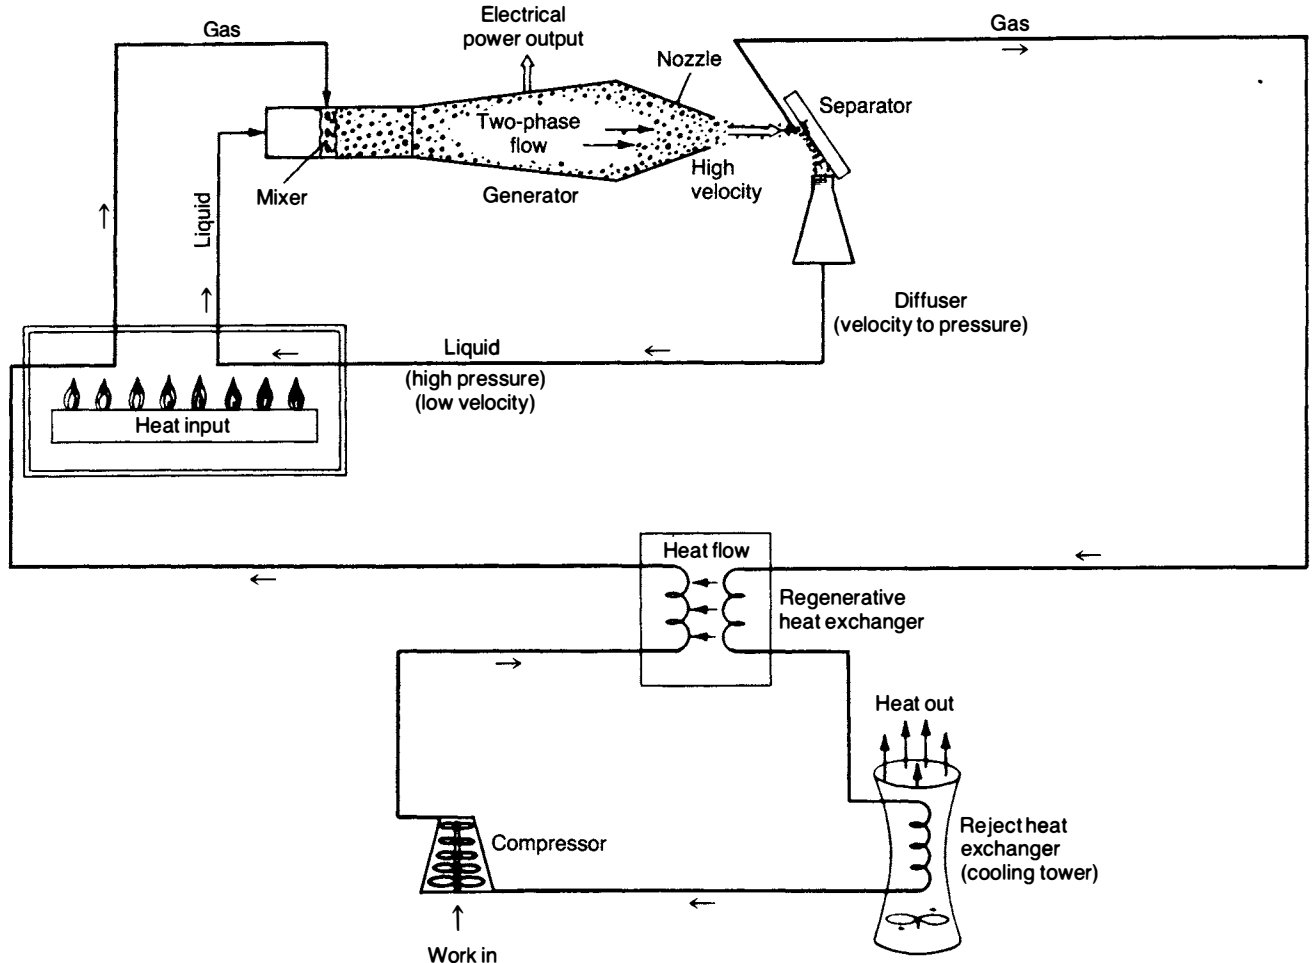 Gas
Electrical
power output
Gas
Nozzle
Separator
Two-phase
flow
High
velocity
Mixer
Generator
Liquid
Diffuser
(velocity to pressure)
Liquid
(high pressure)
(low velocity)
Heat input
Heat flow
Regenerative
heat exchanger
Heat out
Compressor
Reject heat
exchanger
(cooling tower)
Work in